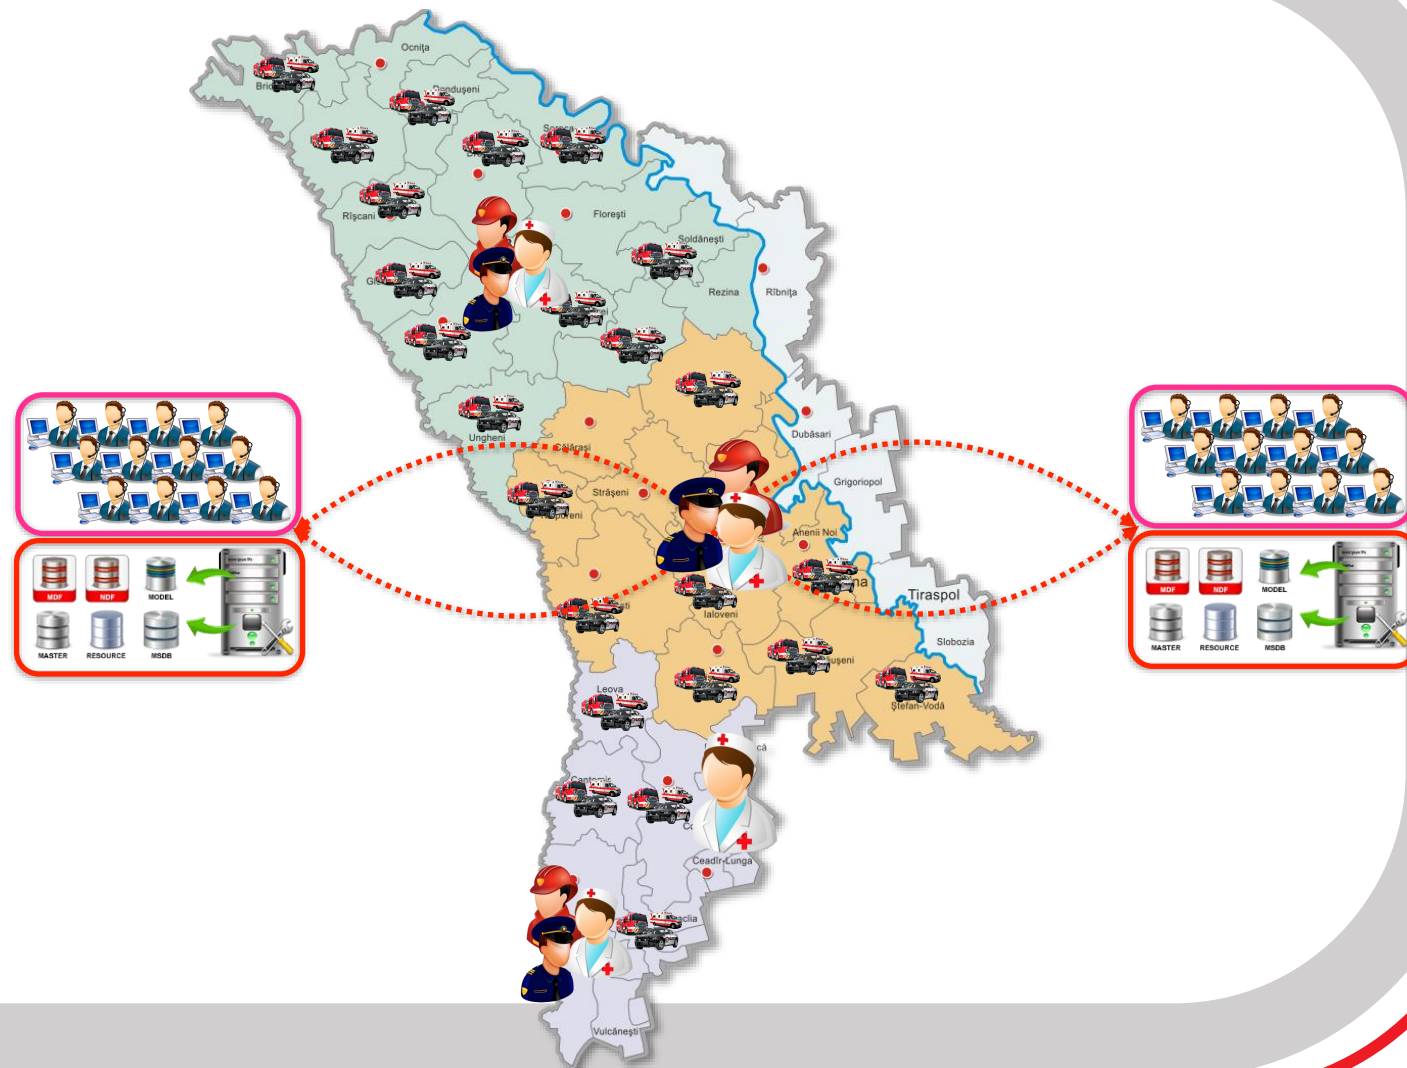 Ocnița
Rîșcani
Florești
Șoldănești
Rezina
Rîbnița
Ungheni
Călărași
Dubăsari
Grigoriopol
Strășeni
Anenii Noi
Tiraspol
Ialoveni
Slobozia
Leova
Ștefan-Vodă
Ceadîr-Lunga
Vulcănești
MDF
NDF
MODEL
MASTER
RESOURCE
MSDB
MDF
NDF
MODEL
MASTER
RESOURCE
MSDB